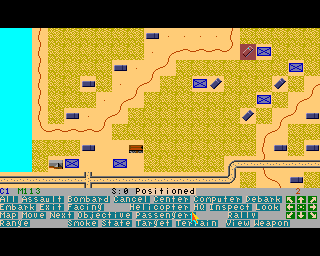 C1 M113 S:0 Positioned 2
All Assault Bombard Cancel Center Computer Debark
Embark Exit Facing Helicopter HQ Inspect Look
Map Move Next Objective Passenger Rally
Range Smoke State Target Terrain View Weapon